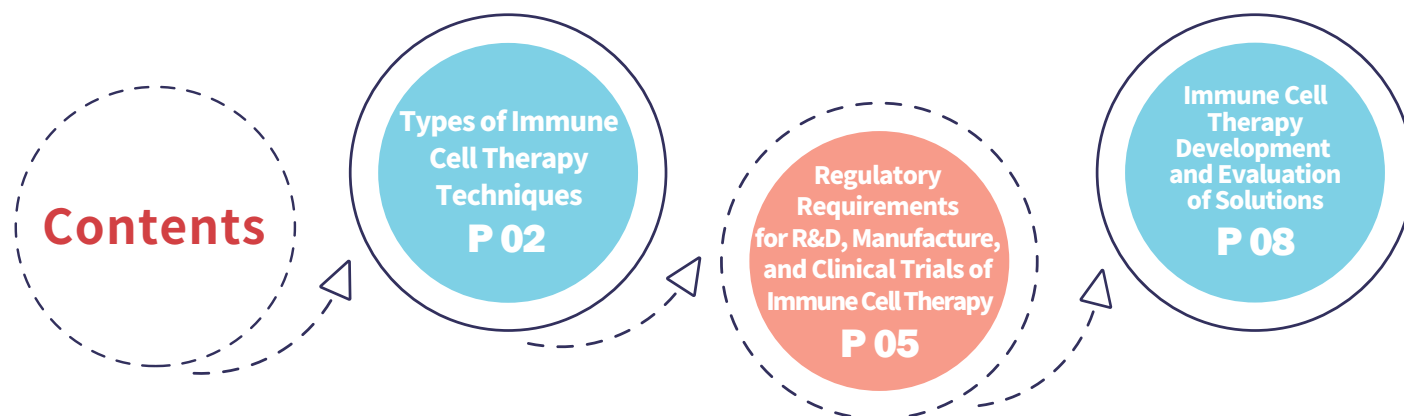 Contents
Types of Immune
Cell Therapy
Techniques
P 02
Regulatory
Requirements
for R&D, Manufacture,
and Clinical Trials of
Immune Cell Therapy
P 05
Immune Cell
Therapy
Development
and Evaluation
of Solutions
P 08